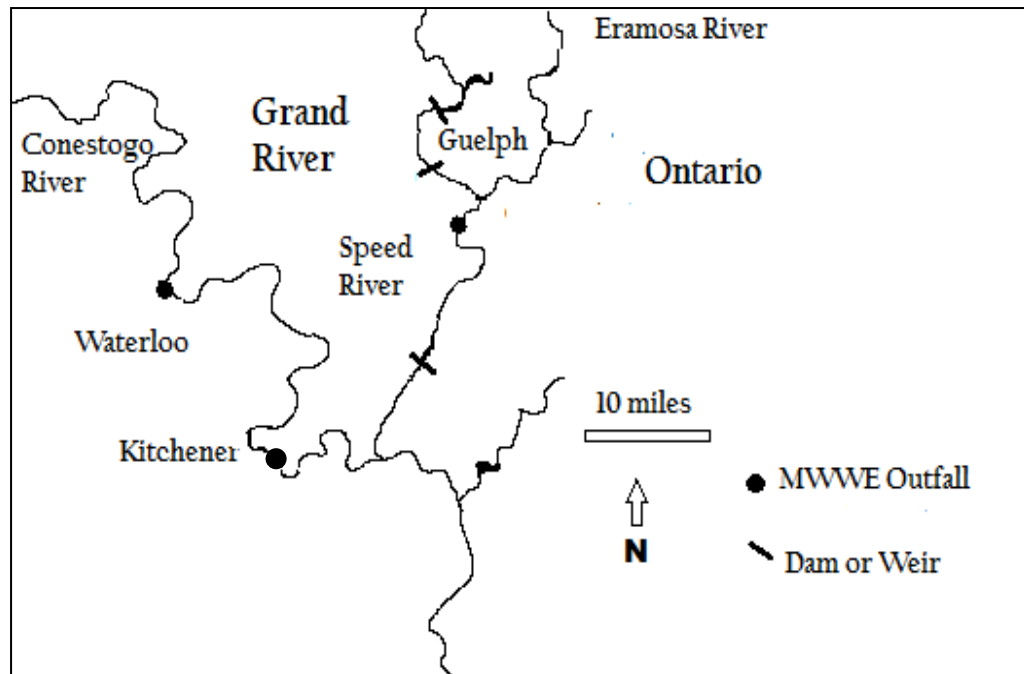 Eramosa River
Grand
River
Conestogo
River
Guelph
Ontario
Speed
River
Waterloo
10 miles
Kitchener
MWWE Outfall
N
Dam or Weir